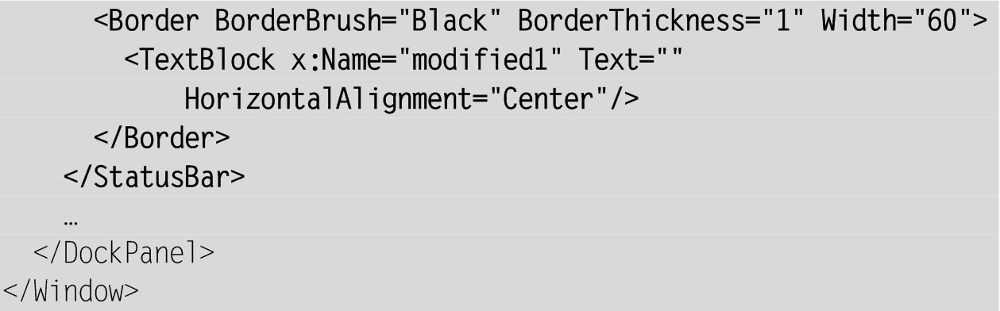 <Border BorderBrush="Black" BorderThickness="1" Width="60">
<TextBlock x:Name="modified1" Text=""
HorizontalAlignment="Center"/>
</Border>
</StatusBar>
…
</DockPanel>
</Window>